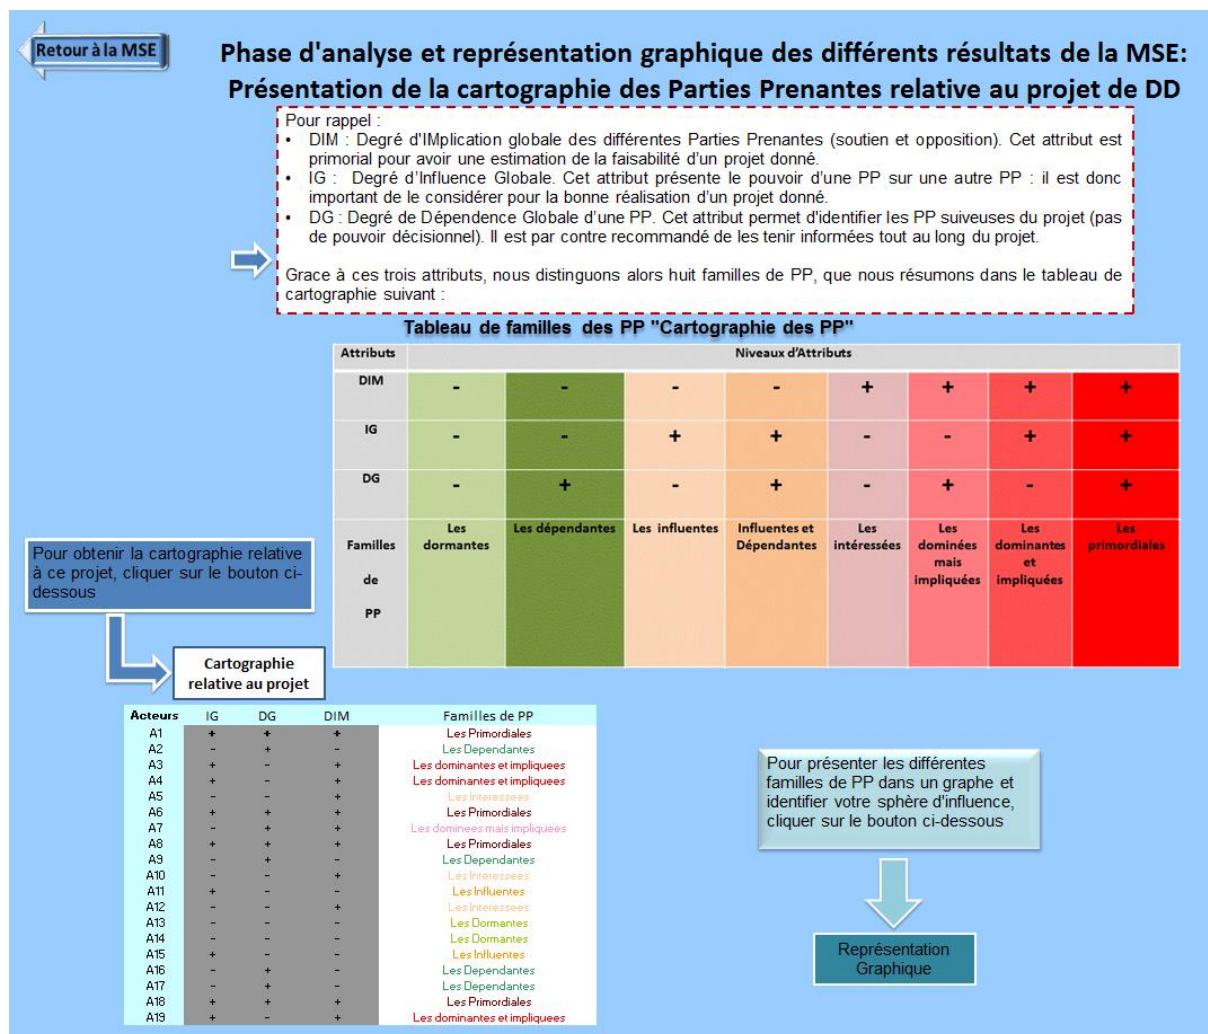 Retour à la MSE
Phase d'analyse et représentation graphique des différents résultats de la MSE:
Présentation de la cartographie des Parties Prenantes relative au projet de DD
Pour rappel :
• DIM : Degré d'IMplication globale des différentes Parties Prenantes (soutien et opposition). Cet attribut est
primorial pour avoir une estimation de la faisabilité d'un projet donné.
• IG : Degré d'Influence Globale. Cet attribut présente le pouvoir d'une PP sur une autre PP : il est donc
important de le considérer pour la bonne réalisation d'un projet donné.
• DG : Degré de Dépendence Globale d'une PP. Cet attribut permet d'identifier les PP suiveuses du projet (pas
de pouvoir décisionnel). Il est par contre recommandé de les tenir informées tout au long du projet.
Grace à ces trois attributs, nous distinguons alors huit familles de PP, que nous résumons dans le tableau de
cartographie suivant :
Tableau de familles des PP "Cartographie des PP"
Attributs Niveaux d'Attributs
DIM - - - - + + + +
IG - - + + - - + +
DG - + - + - + - +
Familles de PP
Les dormantes
Les dépendantes
Les influentes
Influentes et Dépendantes
Les intéressées
Les dominées mais impliquées
Les dominantes et impliquées
Les primordiales
Pour obtenir la cartographie relative
à ce projet, cliquer sur le bouton ci-
dessous
Cartographie
relative au projet
Acteurs IG DG DIM Familles de PP
A1 + + + Les Primordiales
A2 - + - Les Dependantes
A3 + - + Les dominantes et impliquees
A4 + - + Les dominantes et impliquees
A5 - - + Les Interessees
A6 + + + Les Primordiales
A7 - + + Les dominees mais impliquees
A8 + + + Les Primordiales
A9 - + - Les Dependantes
A10 - - + Les Interessees
A11 + - - Les Influentes
A12 - - + Les Interessees
A13 - - - Les Dormantes
A14 - - - Les Dormantes
A15 + - - Les Influentes
A16 - + - Les Dependantes
A17 - + - Les Dependantes
A18 + + + Les Primordiales
A19 + - + Les dominantes et impliquees
Pour présenter les différentes
familles de PP dans un graphe et
identifier votre sphère d'influence,
cliquer sur le bouton ci-dessous
Représentation
Graphique